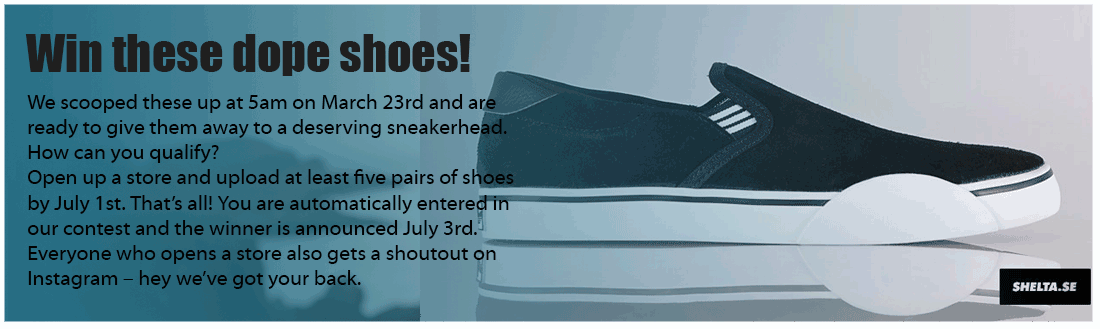 Win these dope shoes!
We scooped these up at 5am on March 23rd and are
ready to give them away to a deserving sneakerhead.
How can you qualify?
Open up a store and upload at least five pairs of shoes
by July 1st. That’s all! You are automatically entered in
our contest and the winner is announced July 3rd.
Everyone who opens a store also gets a shoutout on
Instagram – hey we’ve got your back.
SHELTA.SE